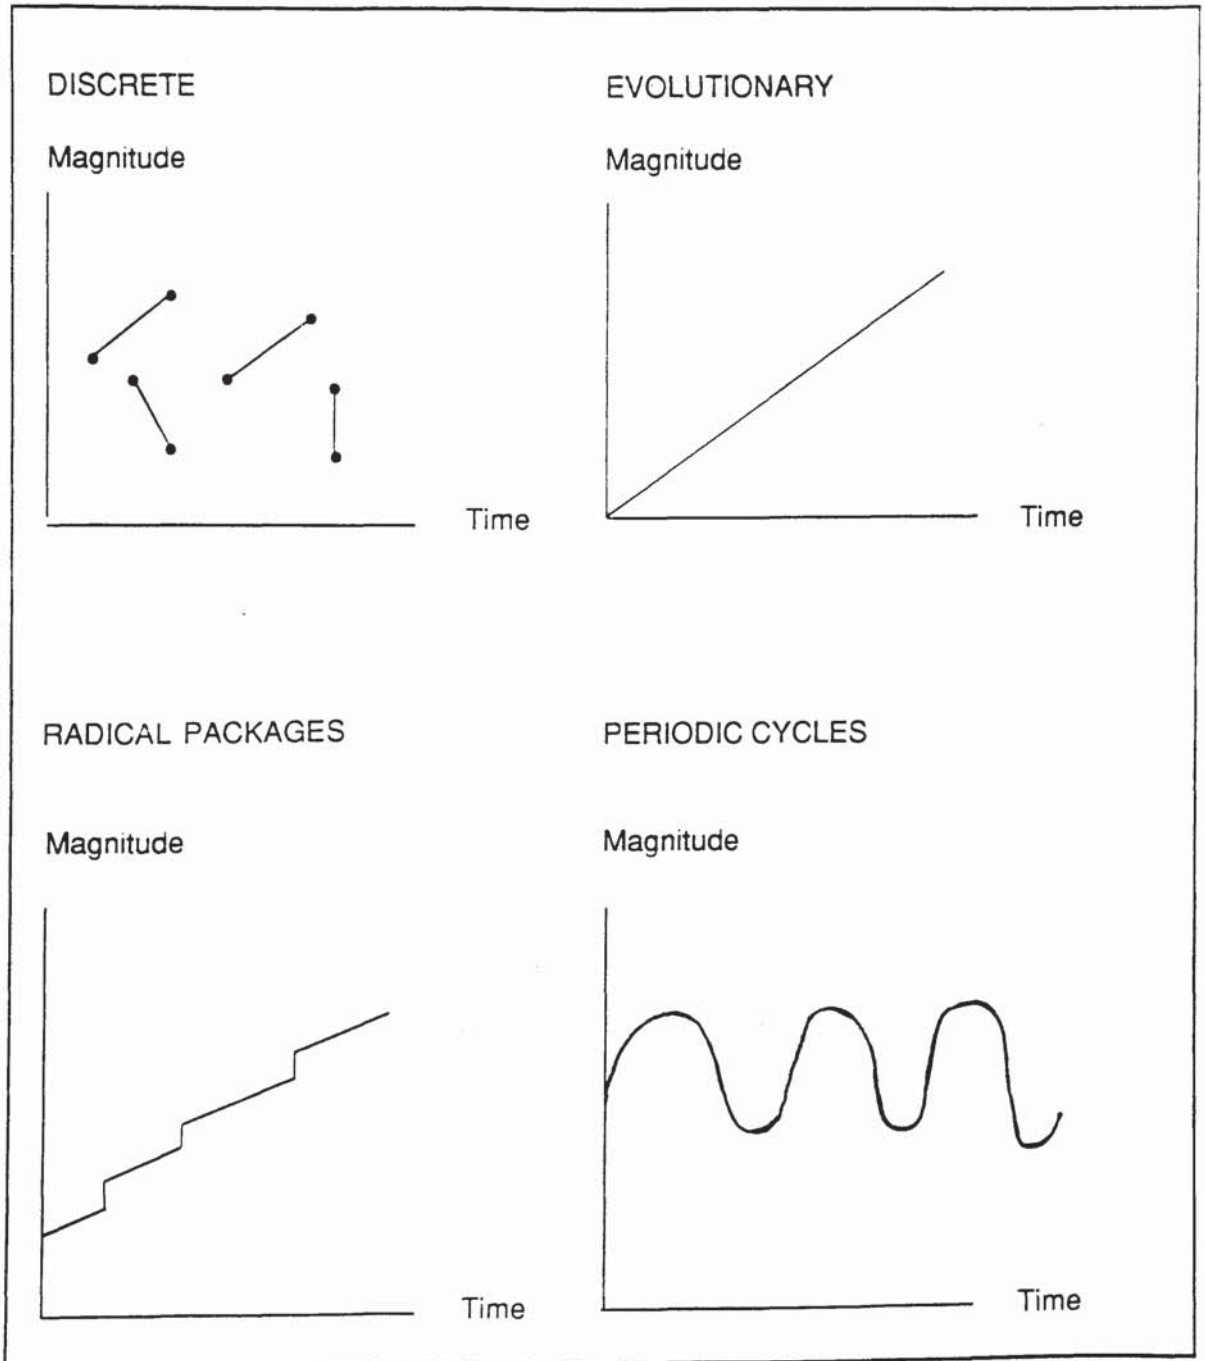 DISCRETE
Magnitude
Time
EVOLUTIONARY
Magnitude
Time
RADICAL PACKAGES
Magnitude
Time
PERIODIC CYCLES
Magnitude
Time